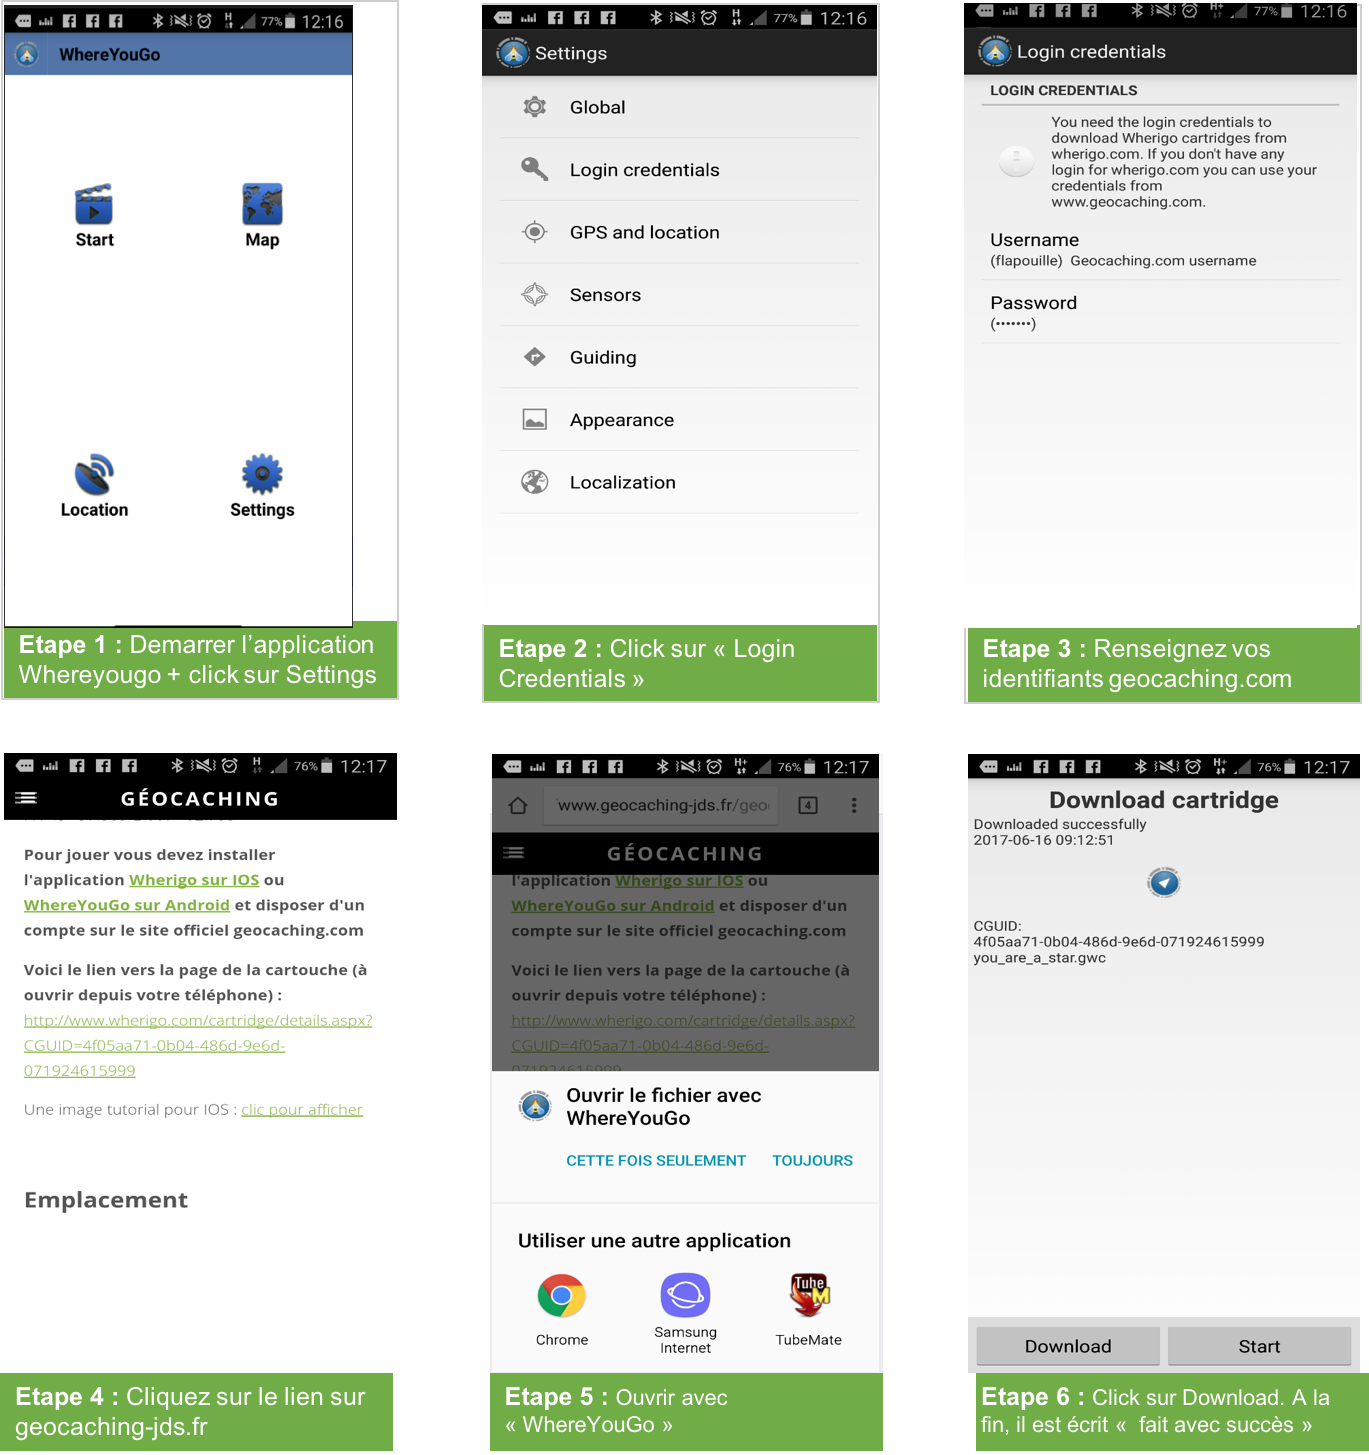 77% 12:16
WhereYouGo
Start
Map
Location
Settings
Etape 1 : Demarrer l'application
Whereyougo + click sur Settings
77% 12:16
Settings
Global
Login credentials
GPS and location
Sensors
Guiding
Appearance
Localization
Etape 2 : Click sur « Login
Credentials »
77% 12:16
Login credentials
LOGIN CREDENTIALS
You need the login credentials to
download Wherigo cartridges from
wherigo.com. If you don't have any
login for wherigo.com you can use your
credentials from
www.geocaching.com.
Username
(flapouille) Geocaching.com username
Password
(•••••••)
Etape 3 : Renseignez vos
identifiants geocaching.com
76% 12:17
GÉOCACHING
Pour jouer vous devez installer
l'application Wherigo sur IOS ou
WhereYouGo sur Android et disposer d'un
compte sur le site officiel geocaching.com
Voici le lien vers la page de la cartouche (à
ouvrir depuis votre téléphone) :
http://www.wherigo.com/cartridge/details.aspx?
CGUID=4f05aa71-0b04-486d-9e6d-
071924615999
Une image tutorial pour IOS : clic pour afficher
Emplacement
Etape 4 : Cliquez sur le lien sur
geocaching-jds.fr
76% 12:17
www.geocaching-jds.fr/geo
4
GÉOCACHING
l'application Wherigo sur IOS ou
WhereYouGo sur Android et disposer d'un
compte sur le site officiel geocaching.com
Voici le lien vers la page de la cartouche (à
ouvrir depuis votre téléphone) :
http://www.wherigo.com/cartridge/details.aspx?
CGUID=4f05aa71-0b04-486d-9e6d-
071924615999
Ouvrir le fichier avec
WhereYouGo
CETTE FOIS SEULEMENT TOUJOURS
Utiliser une autre application
Chrome
Samsung
Internet
TubeMate
Etape 5 : Ouvrir avec
« WhereYouGo »
76% 12:17
Download cartridge
Downloaded successfully
2017-06-16 09:12:51
CGUID:
4f05aa71-0b04-486d-9e6d-071924615999
you_are_a_star.gwc
Download
Start
Etape 6 : Click sur Download. A la
fin, il est écrit « fait avec succès »